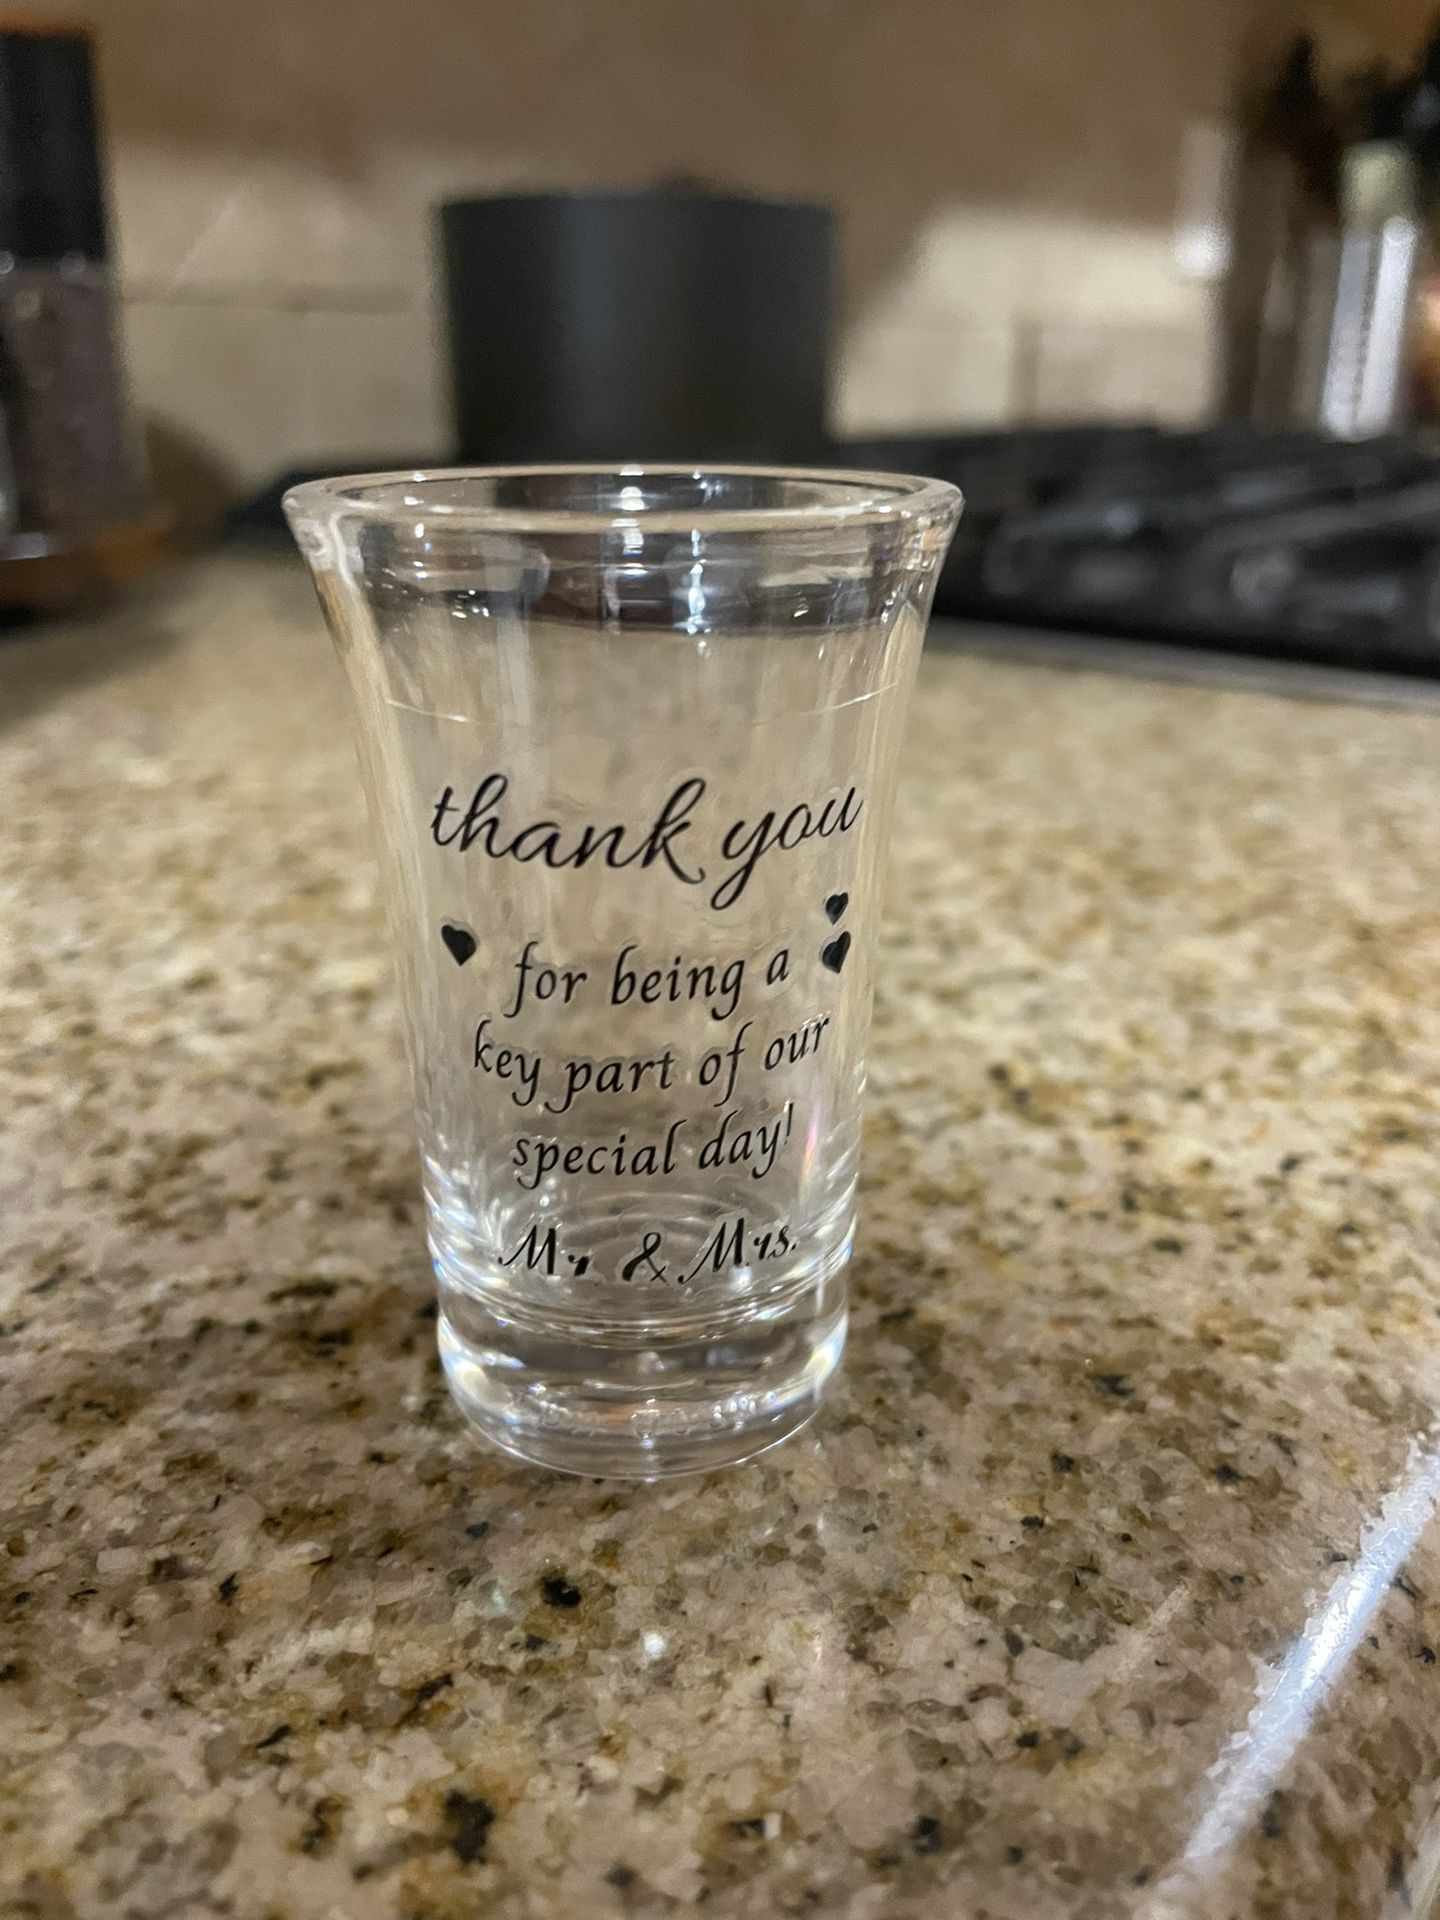 thank you
for being a
key part of our
special day!
Mr. & Mrs.